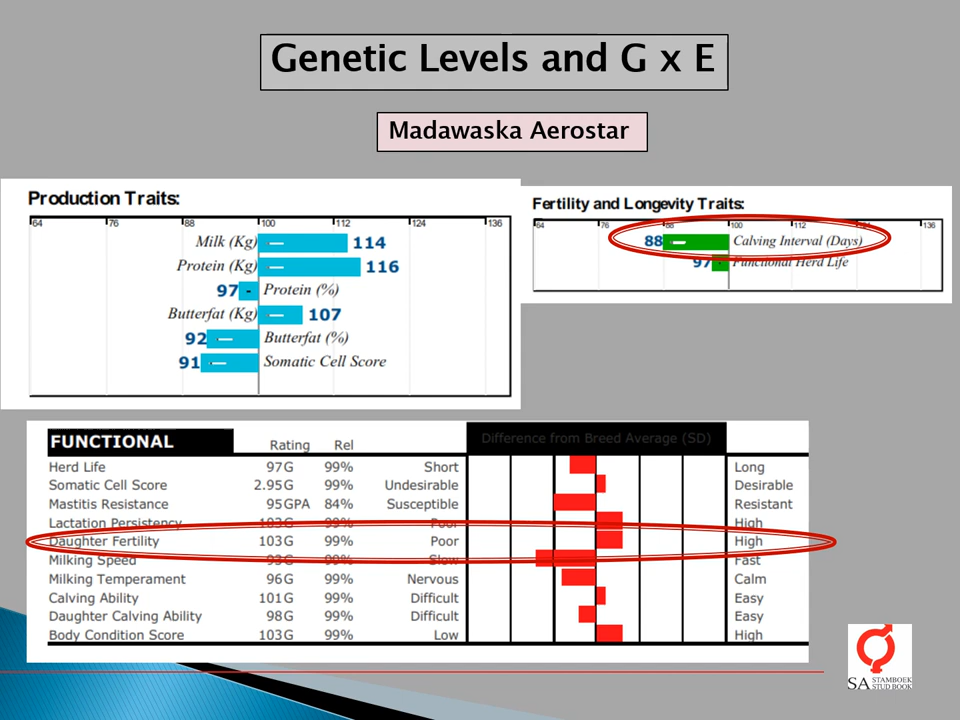 Genetic Levels and G x E
Madawaska Aerostar
Production Traits:
64 76 88 100 112 124 136
Milk (Kg) 114
Protein (Kg) 116
97 Protein (%)
Butterfat (Kg) 107
92 Butterfat (%)
91 Somatic Cell Score
Fertility and Longevity Traits:
64 76 88 100 112 124 136
88 Calving Interval (Days)
97 Functional Herd Life
FUNCTIONAL Rating Rel Difference from Breed Average (SD)
Herd Life 97G 99% Short Long
Somatic Cell Score 2.95G 99% Undesirable Desirable
Mastitis Resistance 95GPA 84% Susceptible Resistant
Lactation Persistency 103G 99% Poor High
Daughter Fertility 103G 99% Poor High
Milking Speed 93G 99% Slow Fast
Milking Temperament 96G 99% Nervous Calm
Calving Ability 101G 99% Difficult Easy
Daughter Calving Ability 98G 99% Difficult Easy
Body Condition Score 103G 99% Low High
SA STAMBOEK
STUD BOOK